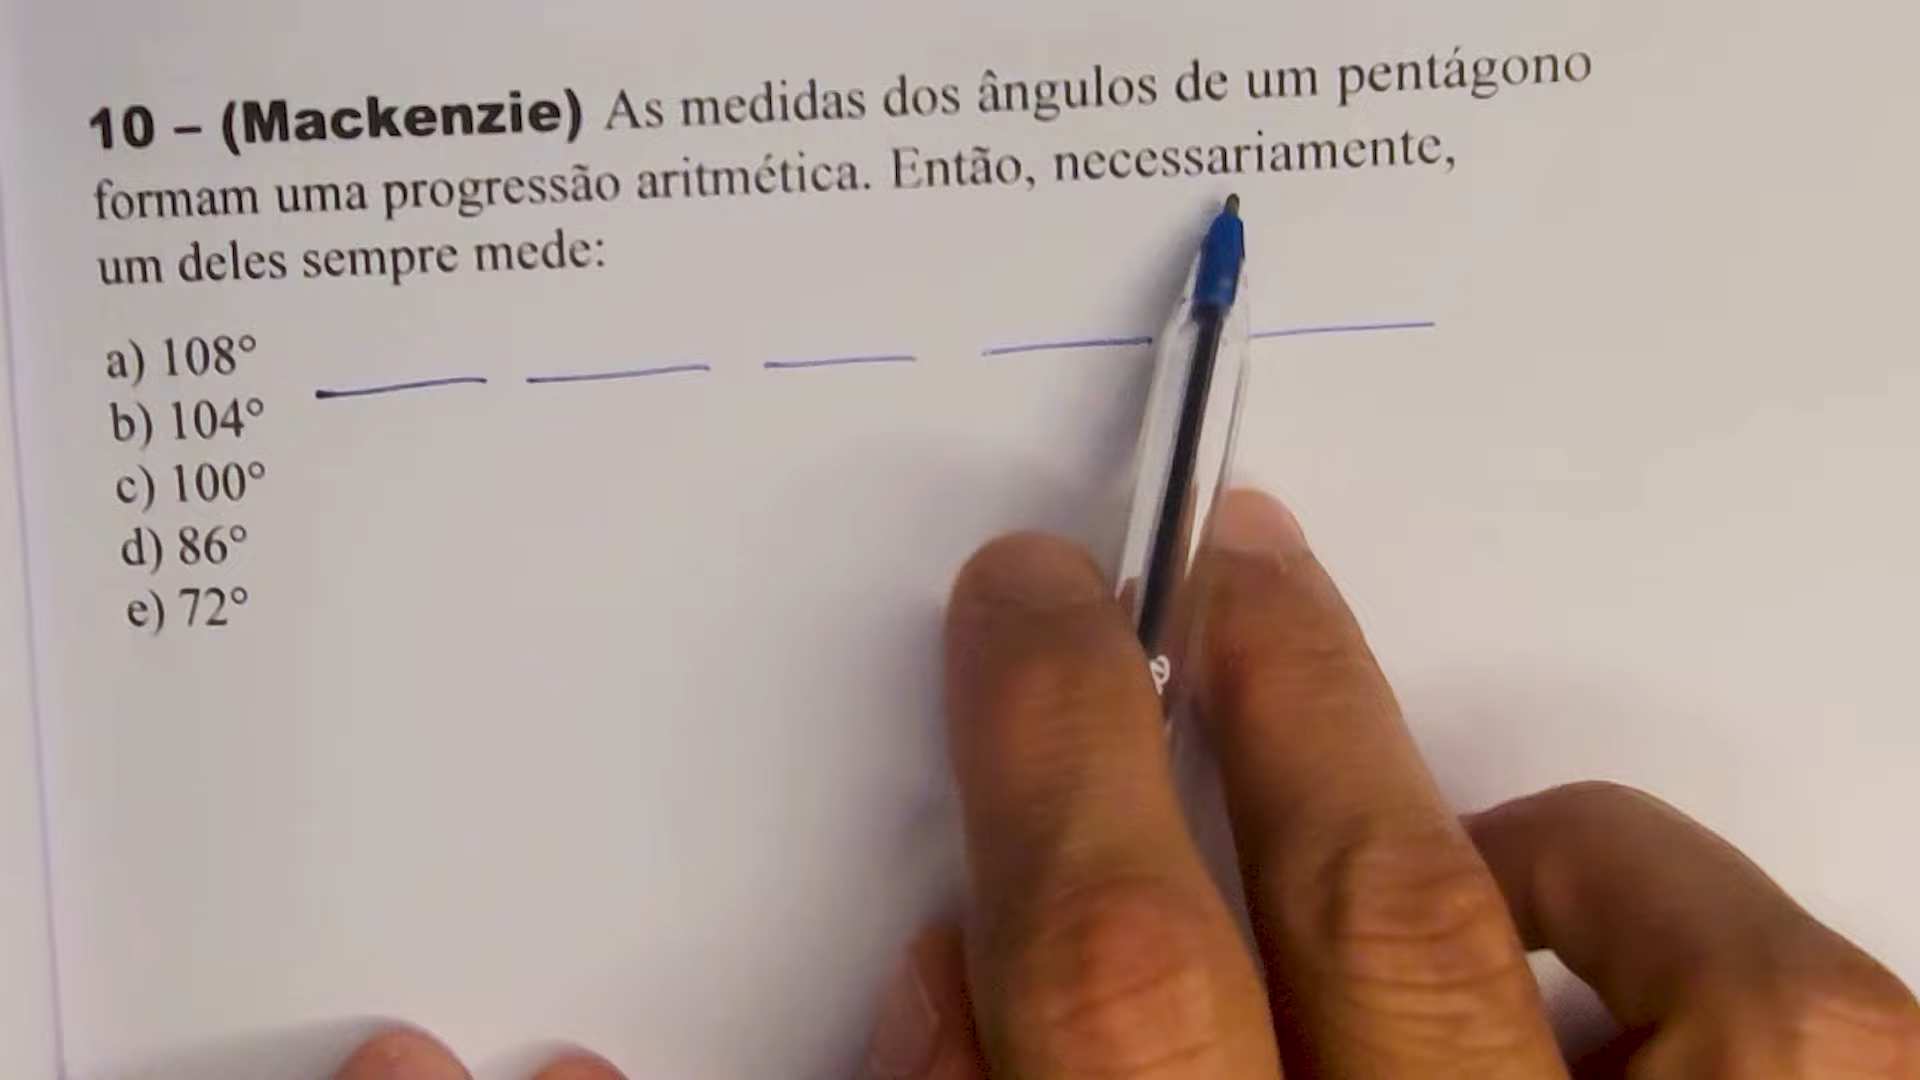 10 – (Mackenzie) As medidas dos ângulos de um pentágono
formam uma progressão aritmética. Então, necessariamente,
um deles sempre mede:
a) 108°
b) 104°
c) 100°
d) 86°
e) 72°